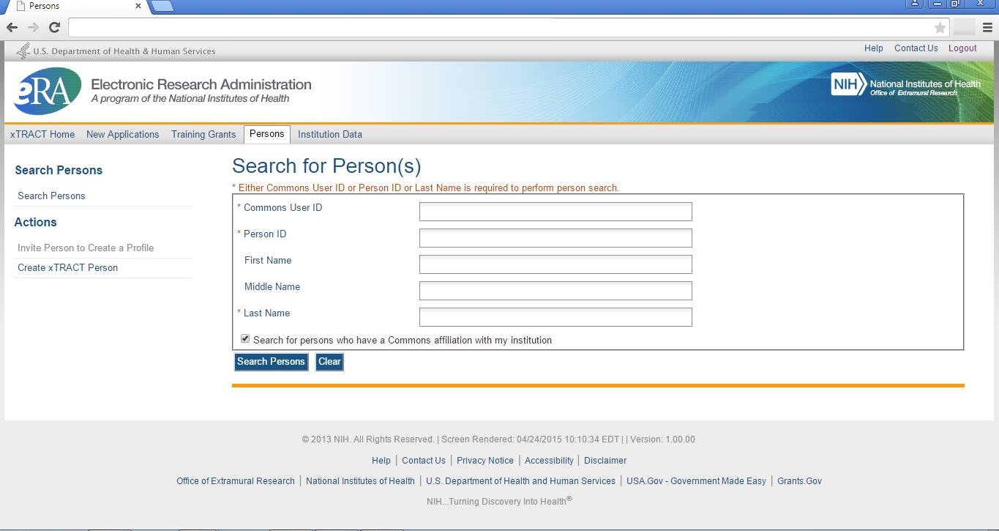 Persons
U.S. Department of Health & Human Services
Help Contact Us Logout
eRA
Electronic Research Administration
A program of the National Institutes of Health
NIH National Institutes of Health
Office of Extramural Research
xTRACT Home New Applications Training Grants Persons Institution Data
Search Persons
Search Persons
Actions
Invite Person to Create a Profile
Create xTRACT Person
Search for Person(s)
* Either Commons User ID or Person ID or Last Name is required to perform person search.
* Commons User ID
* Person ID
First Name
Middle Name
* Last Name
Search for persons who have a Commons affiliation with my institution
Search Persons Clear
© 2013 NIH. All Rights Reserved. | Screen Rendered: 04/24/2015 10:10:34 EDT | | Version: 1.00.00
Help | Contact Us | Privacy Notice | Accessibility | Disclaimer
Office of Extramural Research | National Institutes of Health | U.S. Department of Health and Human Services | USA.Gov - Government Made Easy | Grants.Gov
NIH...Turning Discovery Into Health®